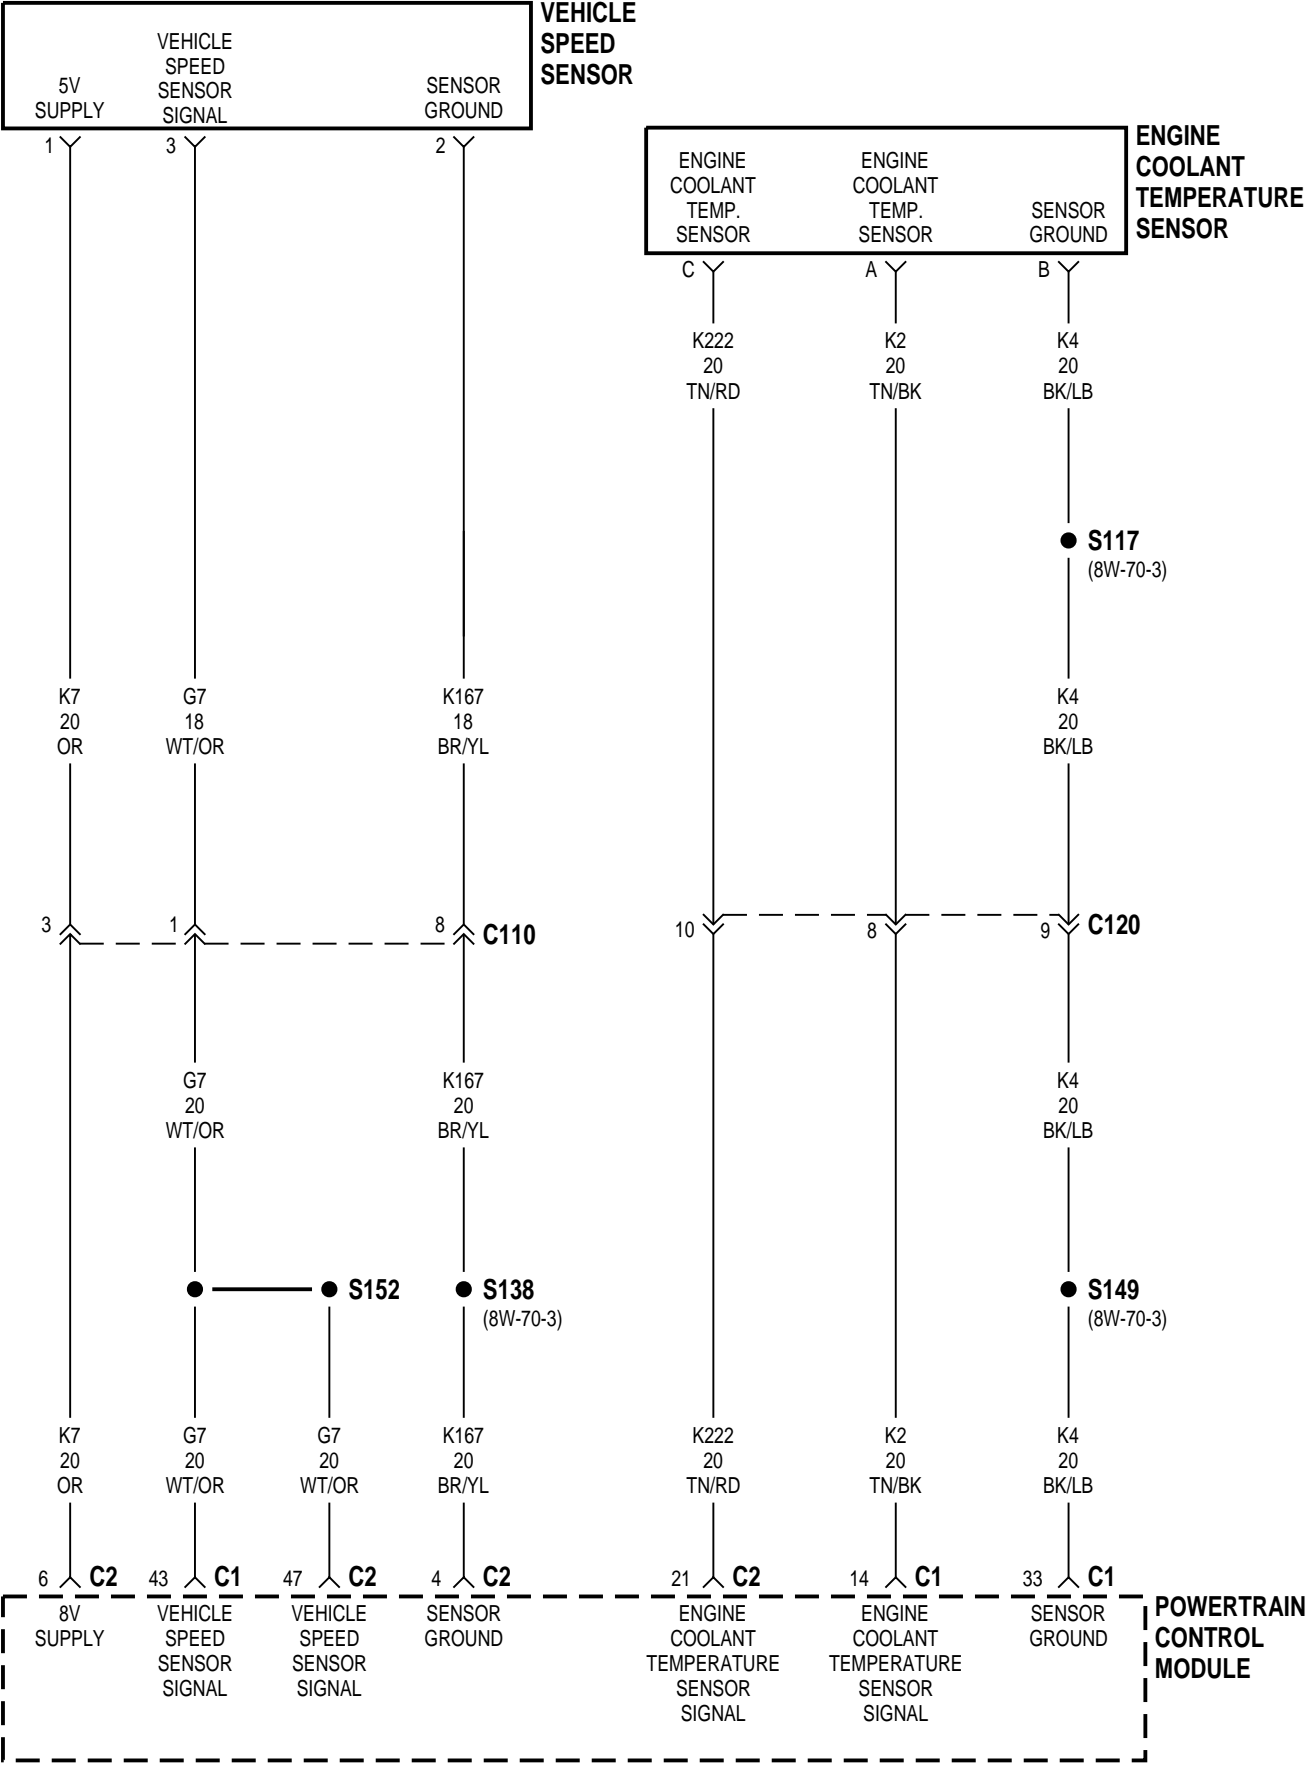 VEHICLE
SPEED
SENSOR
5V
SUPPLY
VEHICLE
SPEED
SENSOR
SIGNAL
SENSOR
GROUND
1
3
2
ENGINE
COOLANT
TEMPERATURE
SENSOR
ENGINE
COOLANT
TEMP.
SENSOR
ENGINE
COOLANT
TEMP.
SENSOR
SENSOR
GROUND
C
A
B
K222
20
TN/RD
K2
20
TN/BK
K4
20
BK/LB
S117
(8W-70-3)
K7
20
OR
G7
18
WT/OR
K167
18
BR/YL
K4
20
BK/LB
3
1
8
C110
10
8
9
C120
G7
20
WT/OR
K167
20
BR/YL
K4
20
BK/LB
S152
S138
(8W-70-3)
S149
(8W-70-3)
K7
20
OR
G7
20
WT/OR
G7
20
WT/OR
K167
20
BR/YL
K222
20
TN/RD
K2
20
TN/BK
K4
20
BK/LB
6 C2
43 C1
47 C2
4 C2
21 C2
14 C1
33 C1
8V
SUPPLY
VEHICLE
SPEED
SENSOR
SIGNAL
VEHICLE
SPEED
SENSOR
SIGNAL
SENSOR
GROUND
ENGINE
COOLANT
TEMPERATURE
SENSOR
SIGNAL
ENGINE
COOLANT
TEMPERATURE
SENSOR
SIGNAL
SENSOR
GROUND
POWERTRAIN
CONTROL
MODULE